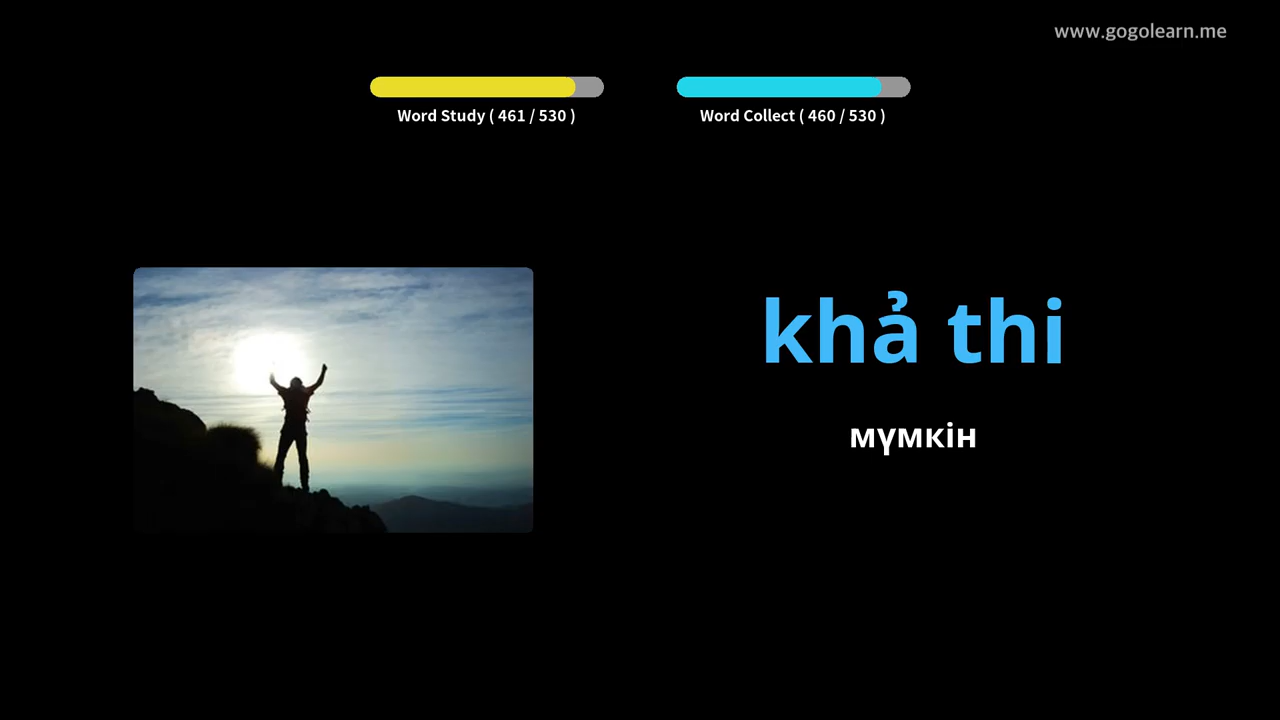 www.gogolearn.me
Word Study ( 461 / 530 )
Word Collect ( 460 / 530 )
khả thi
мүмкін